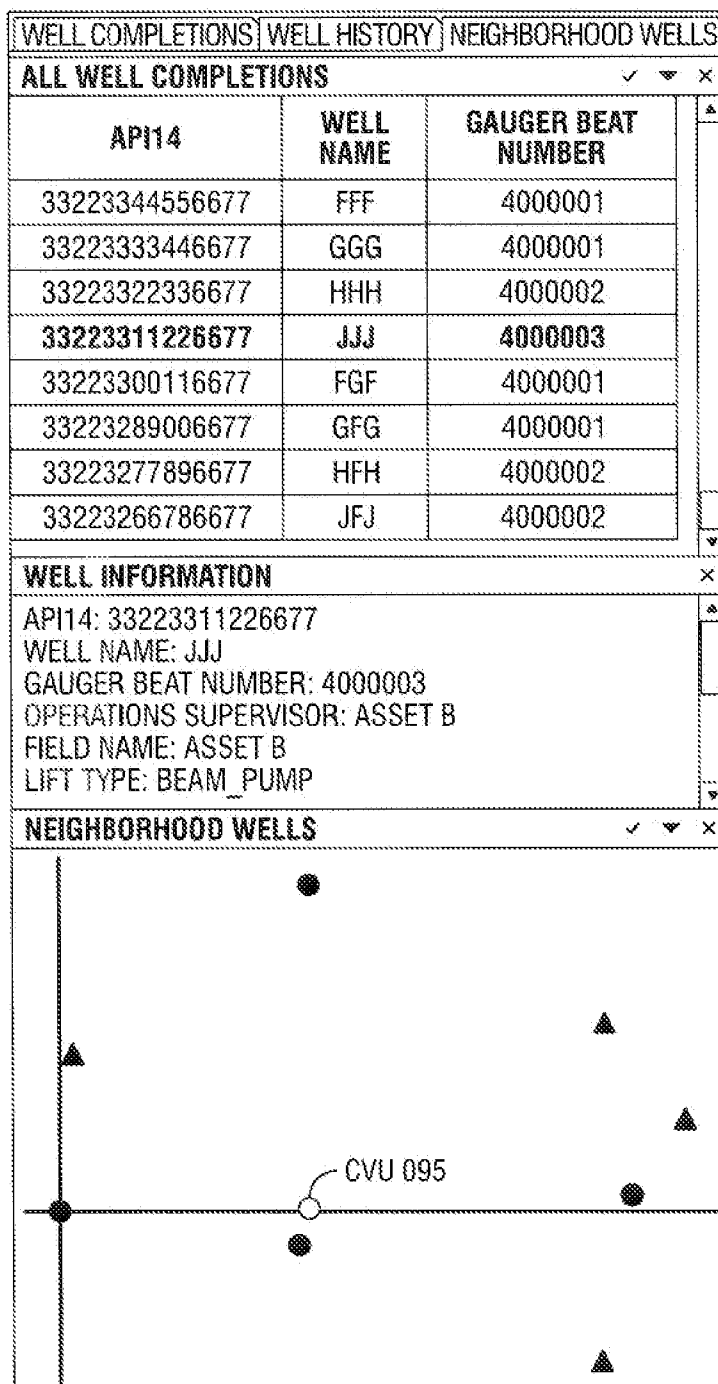 WELL COMPLETIONS WELL HISTORY NEIGHBORHOOD WELLS
ALL WELL COMPLETIONS
API14 WELL NAME GAUGER BEAT NUMBER
33223344556677 FFF 4000001
33223333446677 GGG 4000001
33223322336677 HHH 4000002
33223311226677 JJJ 4000003
33223300116677 FGF 4000001
33223289006677 GFG 4000001
33223277896677 HFH 4000002
33223266786677 JFJ 4000002
WELL INFORMATION
API14: 33223311226677
WELL NAME: JJJ
GAUGER BEAT NUMBER: 4000003
OPERATIONS SUPERVISOR: ASSET B
FIELD NAME: ASSET B
LIFT TYPE: BEAM_PUMP
NEIGHBORHOOD WELLS
CVU 095